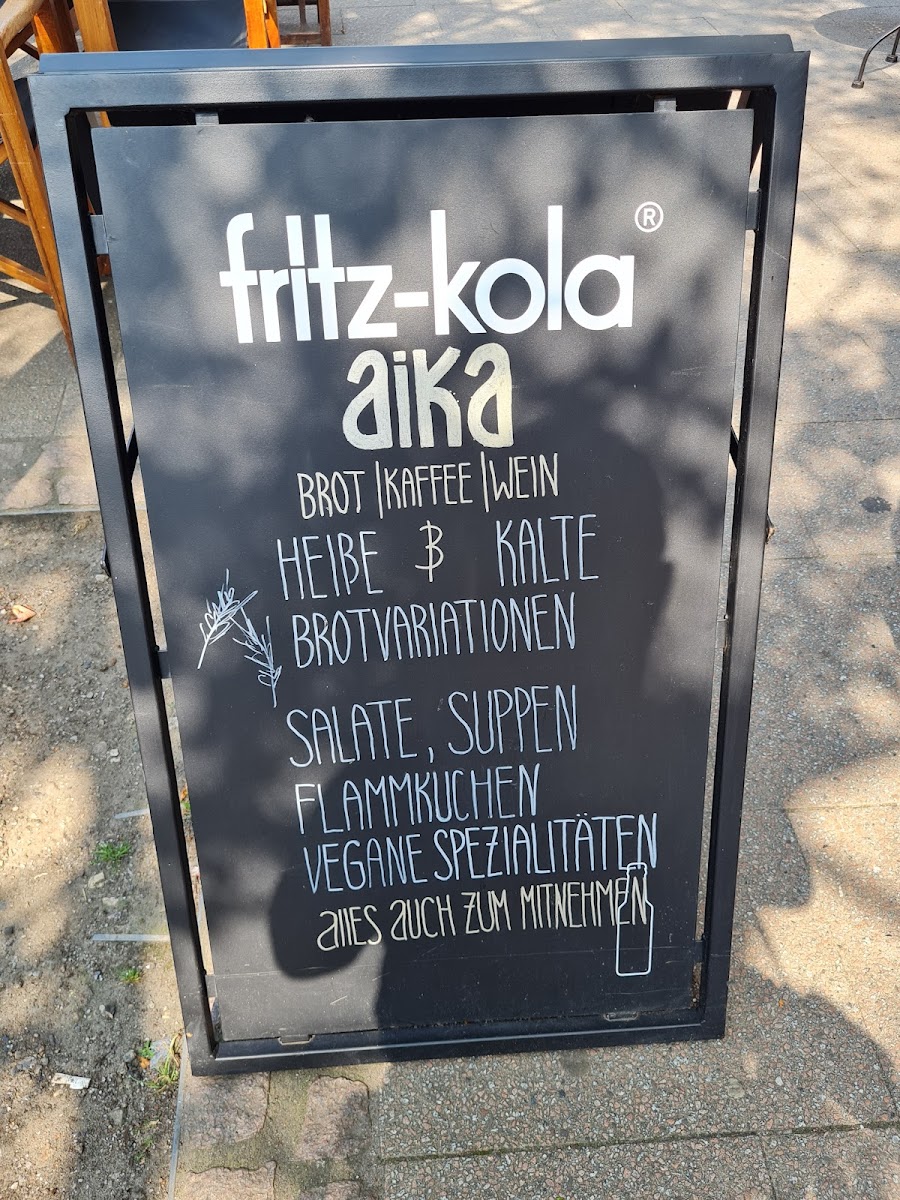 fritz-kola®
aika
BROT | KAFFEE | WEIN
HEIßE & KALTE
BROTVARIATIONEN
SALATE, SUPPEN
FLAMMKUCHEN
VEGANE SPEZIALITÄTEN
alles auch zum mitnehmen